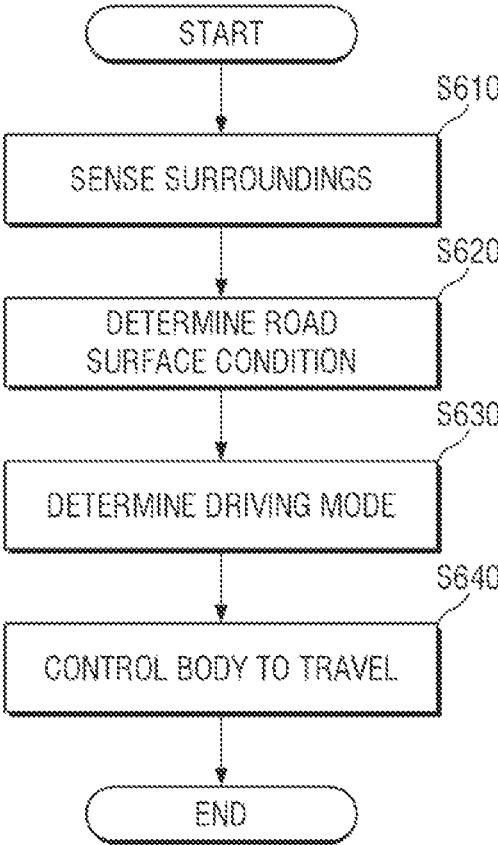 START
S610
SENSE SURROUNDINGS
S620
DETERMINE ROAD
SURFACE CONDITION
S630
DETERMINE DRIVING MODE
S640
CONTROL BODY TO TRAVEL
END